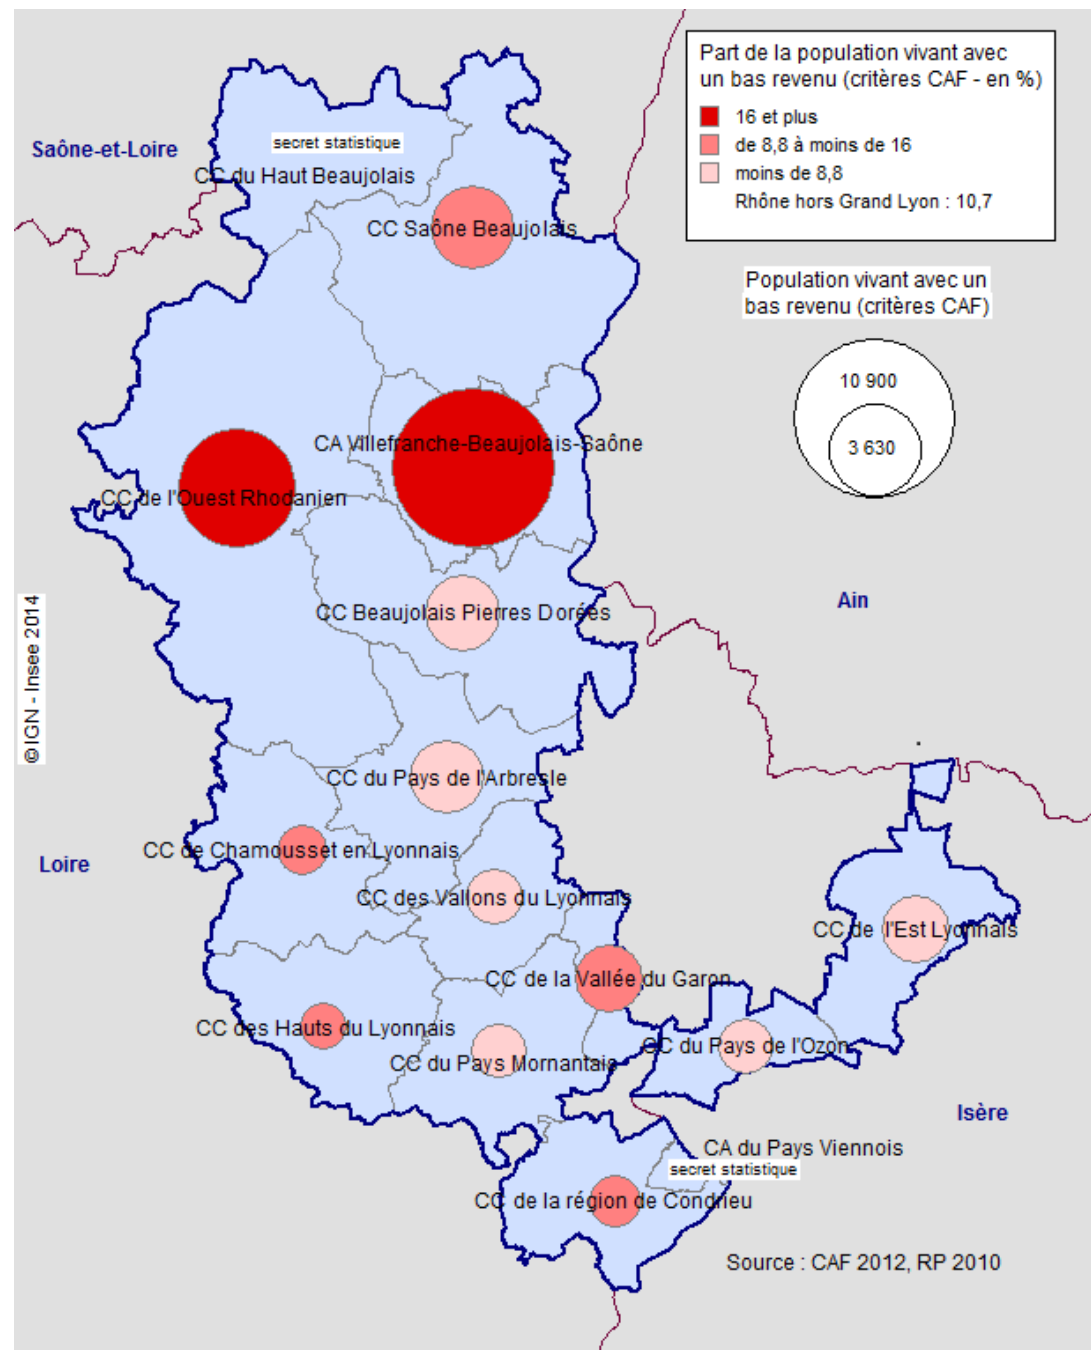 Part de la population vivant avec
un bas revenu (critères CAF - en %)
16 et plus
de 8,8 à moins de 16
moins de 8,8
Rhône hors Grand Lyon : 10,7
Population vivant avec un
bas revenu (critères CAF)
10 900
3 630
Saône-et-Loire
secret statistique
CC du Haut Beaujolais
CC Saône Beaujolais
CA Villefranche-Beaujolais-Saône
CC de l'Ouest Rhodanien
CC Beaujolais Pierres Dorées
Ain
©IGN - Insee 2014
CC du Pays de l'Arbresle
CC de Chamousset en Lyonnais
Loire
CC des Vallons du Lyonnais
CC de l'Est Lyonnais
CC de la Vallée du Garon
CC des Hauts du Lyonnais
CC du Pays Mornantais
CC du Pays de l'Ozon
Isère
CA du Pays Viennois
secret statistique
CC de la région de Condrieu
Source : CAF 2012, RP 2010